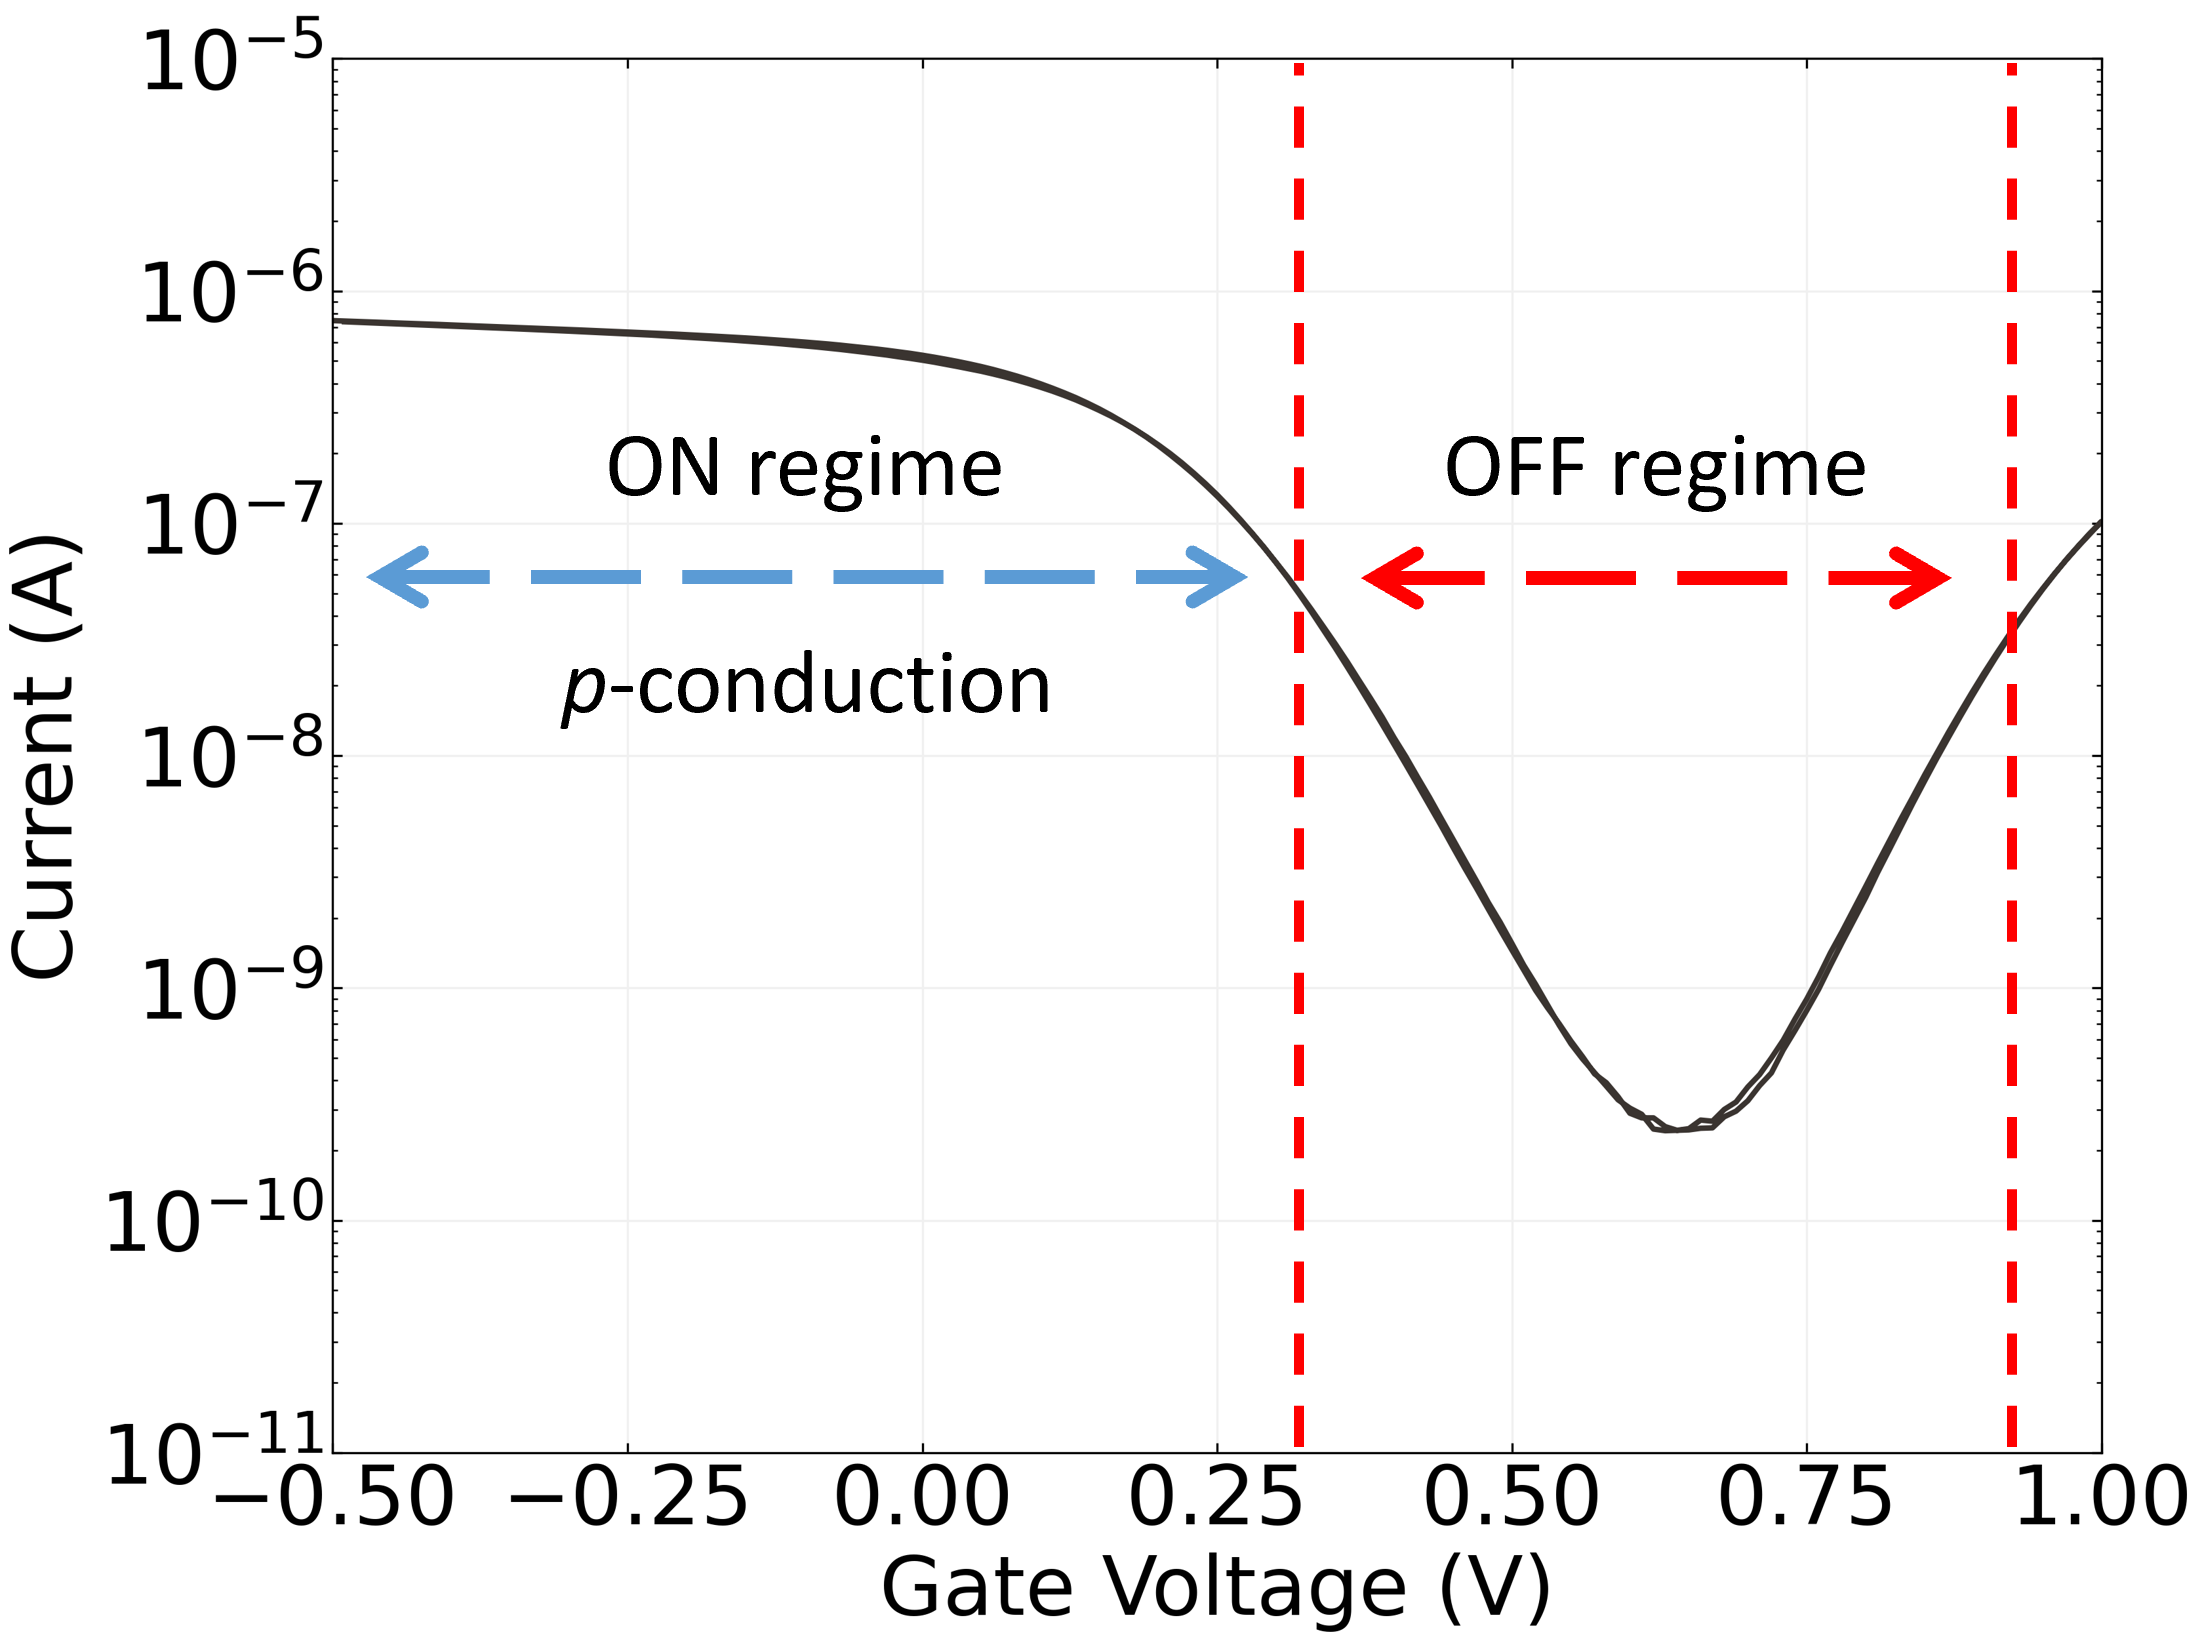 10⁻⁵
10⁻⁶
10⁻⁷
10⁻⁸
10⁻⁹
10⁻¹⁰
10⁻¹¹
Current (A)
ON regime
p-conduction
OFF regime
−0.50 −0.25 0.00 0.25 0.50 0.75 1.00
Gate Voltage (V)